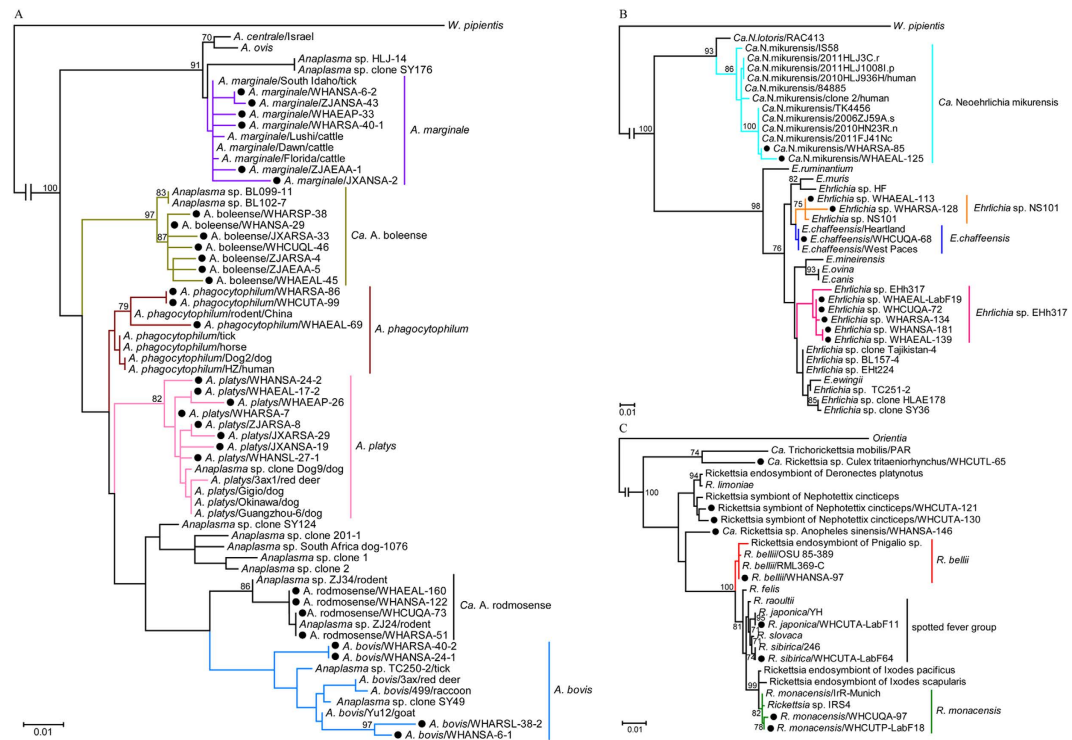 A
W. pipientis
A. centrale/Israel
70
A. ovis
91
Anaplasma sp. HLJ-14
Anaplasma sp. clone SY176
A. marginale/South Idaho/tick
A. marginale/WHANSA-6-2
A. marginale/ZJANSA-43
A. marginale/WHAEAP-33
A. marginale/WHARSA-40-1
A. marginale
A. marginale/Lushi/cattle
A. marginale/Dawn/cattle
A. marginale/Florida/cattle
A. marginale/ZJAEAA-1
A. marginale/JXANSA-2
100
83
Anaplasma sp. BL099-11
Anaplasma sp. BL102-7
97
A. boleense/WHARSP-38
A. boleense/WHANSA-29
87
A. boleense/JXARSA-33
A. boleense/WHCUQL-46
Ca. A. boleense
A. boleense/ZJARSA-4
A. boleense/ZJAEAA-5
A. boleense/WHAEAL-45
A. phagocytophilum/WHARSA-86
79
A. phagocytophilum/WHCUTA-99
A. phagocytophilum/rodent/China
A. phagocytophilum/WHAEAL-69
A. phagocytophilum
A. phagocytophilum/tick
A. phagocytophilum/horse
A. phagocytophilum/Dog2/dog
A. phagocytophilum/HZ/human
A. platys/WHANSA-24-2
A. platys/WHAEAL-17-2
82
A. platys/WHAEAP-26
A. platys/WHARSA-7
A. platys/ZJARSA-8
A. platys/JXARSA-29
A. platys/JXANSA-19
A. platys
A. platys/WHANSL-27-1
Anaplasma sp. clone Dog9/dog
A. platys/3ax1/red deer
A. platys/Gigio/dog
A. platys/Okinawa/dog
A. platys/Guangzhou-6/dog
Anaplasma sp. clone SY124
Anaplasma sp. clone 201-1
Anaplasma sp. South Africa dog-1076
Anaplasma sp. clone 1
Anaplasma sp. clone 2
Anaplasma sp. ZJ34/rodent
86
A. rodmosense/WHAEAL-160
A. rodmosense/WHANSA-122
A. rodmosense/WHCUQA-73
Ca. A. rodmosense
Anaplasma sp. ZJ24/rodent
A. rodmosense/WHARSA-51
A. bovis/WHARSA-40-2
A. bovis/WHANSA-24-1
Anaplasma sp. TC250-2/tick
A. bovis/3ax/red deer
A. bovis/499/raccoon
A. bovis
Anaplasma sp. clone SY49
A. bovis/Yu12/goat
97
A. bovis/WHARSL-38-2
A. bovis/WHANSA-6-1
0.01
B
W. pipientis
Ca.N.lotoris/RAC413
93
Ca.N.mikurensis/IS58
Ca.N.mikurensis/2011HLJ3C.r
86
Ca.N.mikurensis/2011HLJ1008I.p
Ca.N.mikurensis/2010HLJ936H/human
Ca.N.mikurensis/84885
Ca.N.mikurensis/clone 2/human
Ca. Neoehrlichia mikurensis
Ca.N.mikurensis/TK4456
Ca.N.mikurensis/2006ZJ59A.s
100
Ca.N.mikurensis/2010HN23R.n
100
Ca.N.mikurensis/2011FJ41Nc
Ca.N.mikurensis/WHARSA-85
Ca.N.mikurensis/WHAEAL-125
E.ruminantium
82
E.muris
Ehrlichia sp. HF
98
75
Ehrlichia sp. WHAEAL-113
Ehrlichia sp. WHARSA-128
Ehrlichia sp. NS101
Ehrlichia sp. NS101
E.chaffeensis/Heartland
E.chaffeensis/WHCUQA-68
E.chaffeensis
76
E.chaffeensis/West Paces
E.mineirensis
93
E.ovina
E.canis
Ehrlichia sp. EHh317
Ehrlichia sp. WHAEAL-LabF19
Ehrlichia sp. WHCUQA-72
Ehrlichia sp. EHh317
Ehrlichia sp. WHARSA-134
Ehrlichia sp. WHANSA-181
Ehrlichia sp. WHAEAL-139
Ehrlichia sp. clone Tajikistan-4
Ehrlichia sp. BL157-4
Ehrlichia sp. EHt224
E.ewingii
Ehrlichia sp. TC251-2
85
Ehrlichia sp. clone HLAE178
Ehrlichia sp. clone SY36
0.01
C
Orientia
Ca. Trichorickettsia mobilis/PAR
74
Ca. Rickettsia sp. Culex tritaeniorhynchus/WHCUTL-65
94
Rickettsia endosymbiont of Deronectes platynotus
R. limoniae
100
Rickettsia symbiont of Nephotettix cincticeps
Rickettsia symbiont of Nephotettix cincticeps/WHCUTA-121
Rickettsia symbiont of Nephotettix cincticeps/WHCUTA-130
Ca. Rickettsia sp. Anopheles sinensis/WHANSA-146
Rickettsia endosymbiont of Pnigalio sp.
R. bellii/OSU 85-389
R. bellii
R. bellii/RML369-C
R. bellii/WHANSA-97
100
R. felis
R. raoultii
R. japonica/YH
95
81
R. japonica/WHCUTA-LabF11
71
R. slovaca
spotted fever group
71
R. sibirica/246
74
R. sibirica/WHCUTA-LabF64
Rickettsia endosymbiont of Ixodes pacificus
99
Rickettsia endosymbiont of Ixodes scapularis
R. monacensis/IrR-Munich
Rickettsia sp. IRS4
R. monacensis
82
R. monacensis/WHCUQA-97
78
R. monacensis/WHCUTP-LabF18
0.01